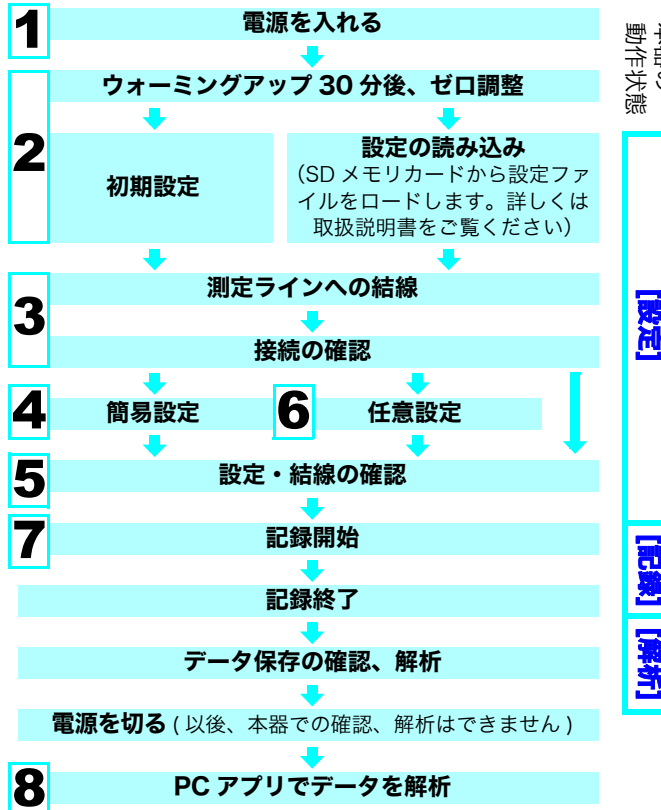 1
電源を入れる
2
ウォーミングアップ 30 分後、ゼロ調整
初期設定
設定の読み込み
（SD メモリカードから設定ファ
イルをロードします。詳しくは
取扱説明書をご覧ください）
3
測定ラインへの結線
接続の確認
4
簡易設定
6
任意設定
5
設定・結線の確認
7
記録開始
記録終了
データ保存の確認、解析
電源を切る ( 以後、本器での確認、解析はできません )
8
PC アプリでデータを解析
動作状態
[設定]
[記録]
[解析]